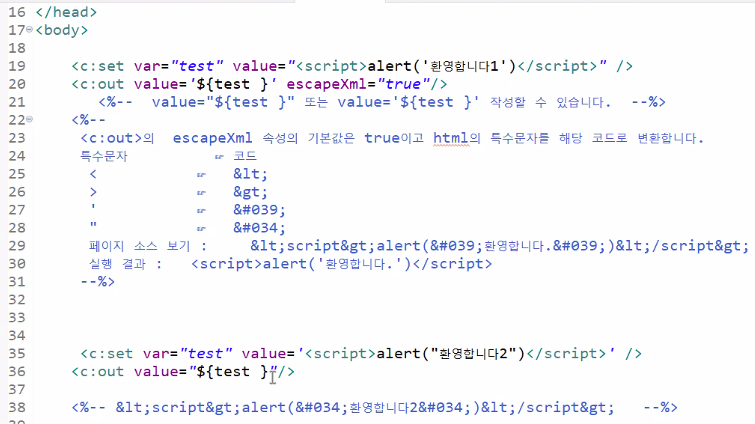 16 </head>
17 <body>
18
19 <c:set var="test" value="<script>alert('환영합니다1')</script>" />
20 <c:out value='${test }' escapeXml="true"/>
21 <%-- value="${test }" 또는 value='${test }' 작성할 수 있습니다. --%>
22 <%--
23 <c:out>의 escapeXml 속성의 기본값은 true이고 html의 특수문자를 해당 코드로 변환합니다.
24 특수문자 ☞ 코드
25 < ☞ &lt;
26 > ☞ &gt;
27 ' ☞ &#039;
28 " ☞ &#034;
29 페이지 소스 보기 : &lt;script&gt;alert(&#039;환영합니다.&#039;)&lt;/script&gt;
30 실행 결과 : <script>alert('환영합니다.')</script>
31 --%>
32
33
34
35 <c:set var="test" value='<script>alert("환영합니다2")</script>' />
36 <c:out value="${test }"/>
37
38 <%-- &lt;script&gt;alert(&#034;환영합니다2&#034;)&lt;/script&gt; --%>